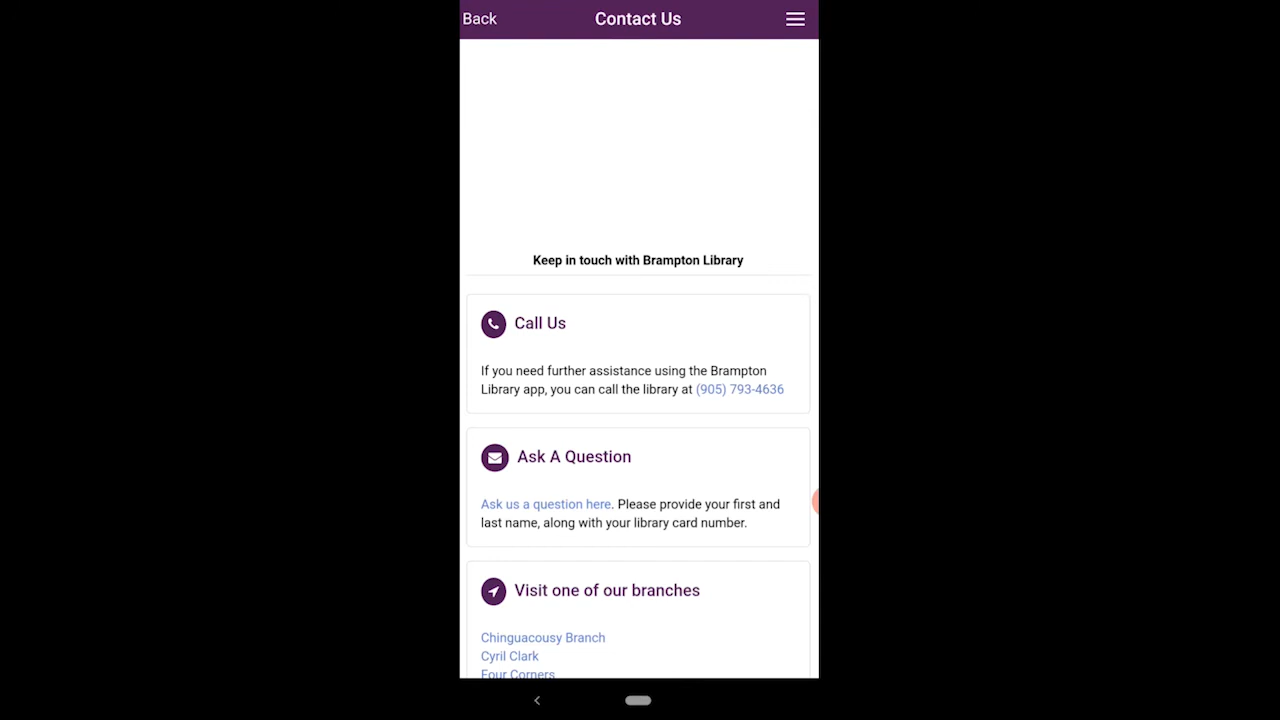 Back
Contact Us
Keep in touch with Brampton Library
Call Us
If you need further assistance using the Brampton
Library app, you can call the library at (905) 793-4636
Ask A Question
Ask us a question here. Please provide your first and
last name, along with your library card number.
Visit one of our branches
Chinguacousy Branch
Cyril Clark
Four Corners